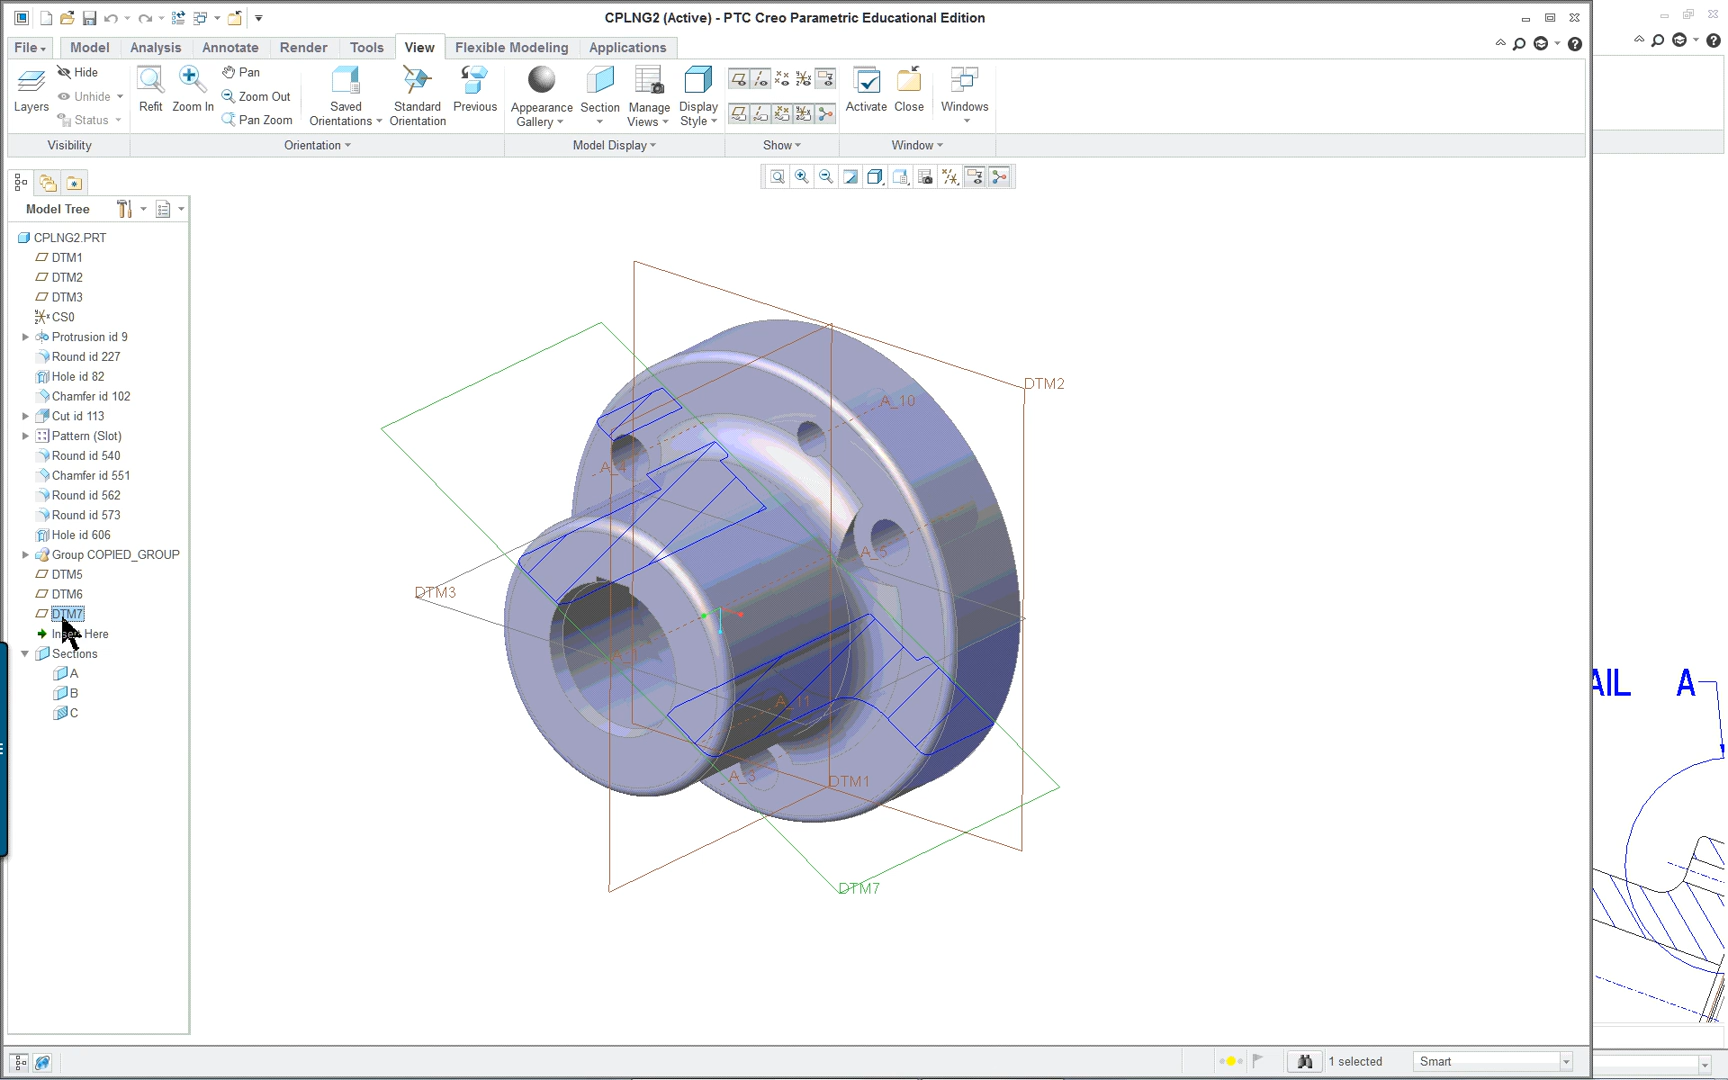 CPLNG2 (Active) - PTC Creo Parametric Educational Edition
File Model Analysis Annotate Render Tools View Flexible Modeling Applications
Layers
Hide
Unhide
Status
Refit
Zoom In
Pan
Zoom Out
Pan Zoom
Saved Orientations
Standard Orientation
Previous
Appearance Gallery
Section
Manage Views
Display Style
Activate
Close
Windows
Visibility Orientation Model Display Show Window
Model Tree
CPLNG2.PRT
DTM1
DTM2
DTM3
CS0
Protrusion id 9
Round id 227
Hole id 82
Chamfer id 102
Cut id 113
Pattern (Slot)
Round id 540
Chamfer id 551
Round id 562
Round id 573
Hole id 606
Group COPIED_GROUP
DTM5
DTM6
DTM7
Here
Sections
A
B
C
DTM2
A_10
A_5
DTM3
A_11
A_3
DTM1
DTM7
AIL A
1 selected
Smart